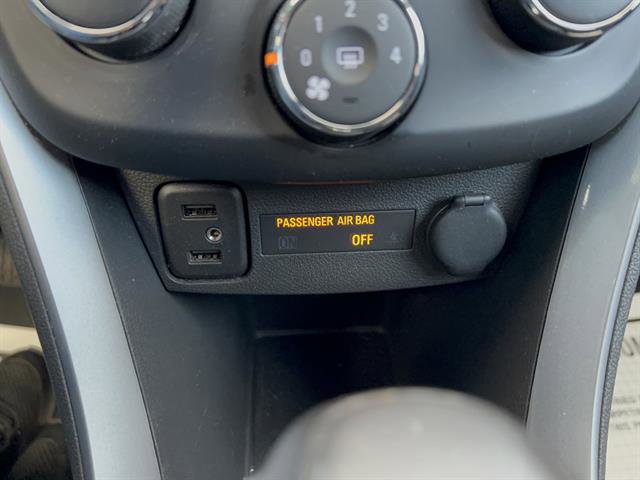 2
1 3
0 4
PASSENGER AIR BAG
ON OFF